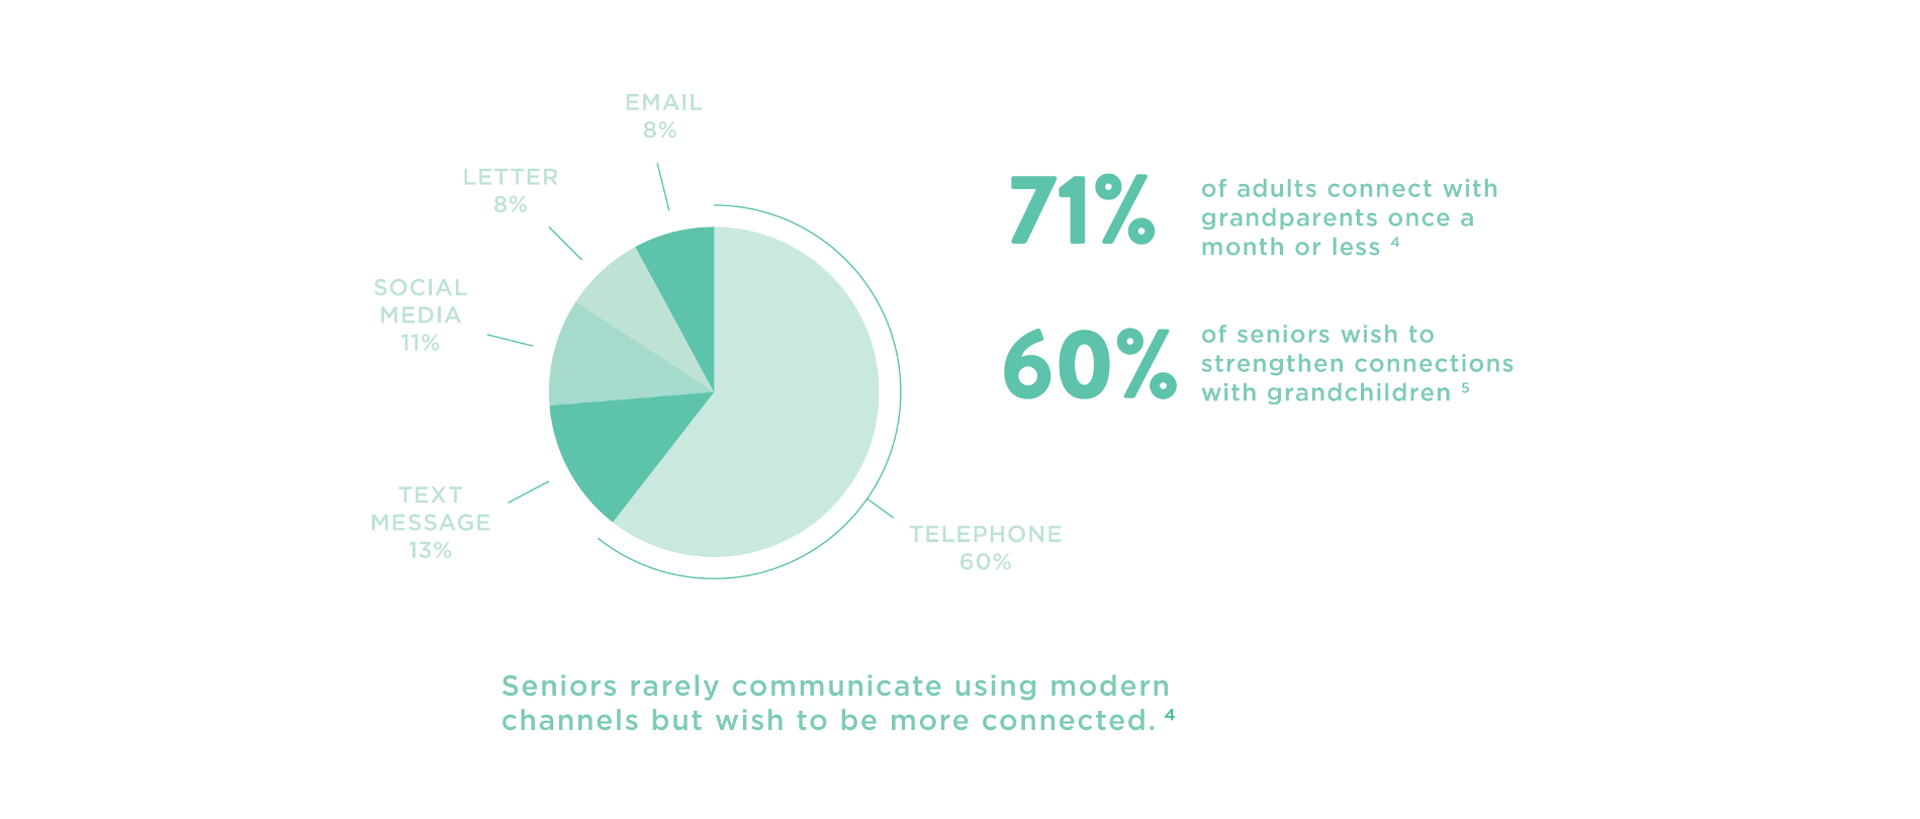 EMAIL
8%
LETTER
8%
SOCIAL
MEDIA
11%
TEXT
MESSAGE
13%
TELEPHONE
60%
71%
of adults connect with
grandparents once a
month or less 4
60%
of seniors wish to
strengthen connections
with grandchildren 5
Seniors rarely communicate using modern
channels but wish to be more connected. 4